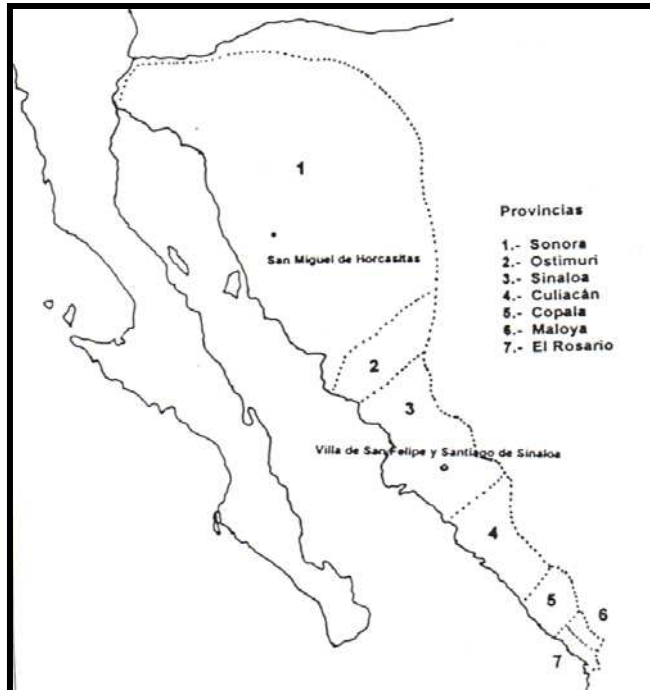 1
San Miguel de Horcasitas
Provincias
1.- Sonora
2.- Ostimuri
3.- Sinaloa
4.- Culiacán
5.- Copala
6.- Maloya
7.- El Rosario
2
3
Villa de San Felipe y Santiago de Sinaloa
4
5
6
7